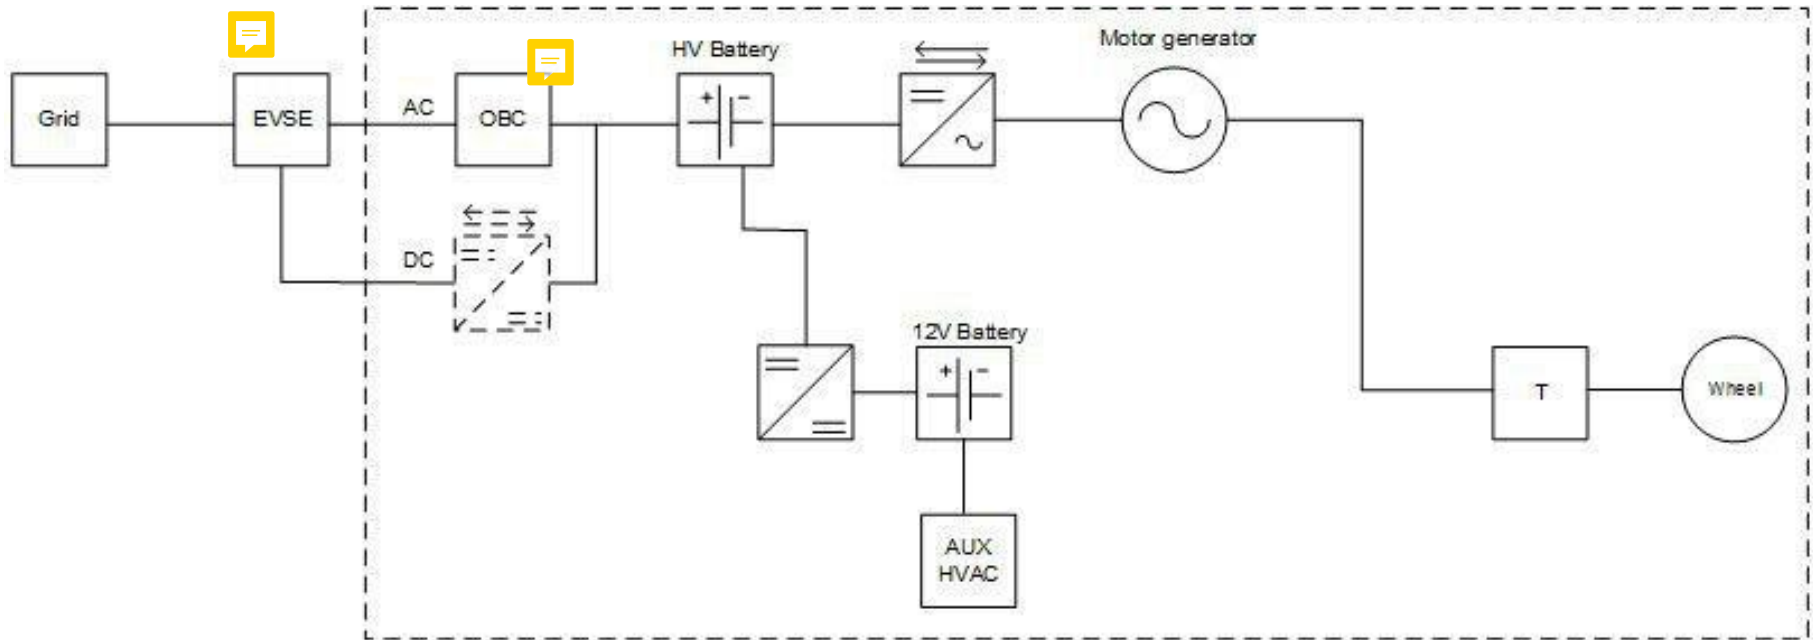 HV Battery
Motor generator
Grid
EVSE
AC
OBC
+ -
DC
12V Battery
+ -
T
Wheel
AUX
HVAC